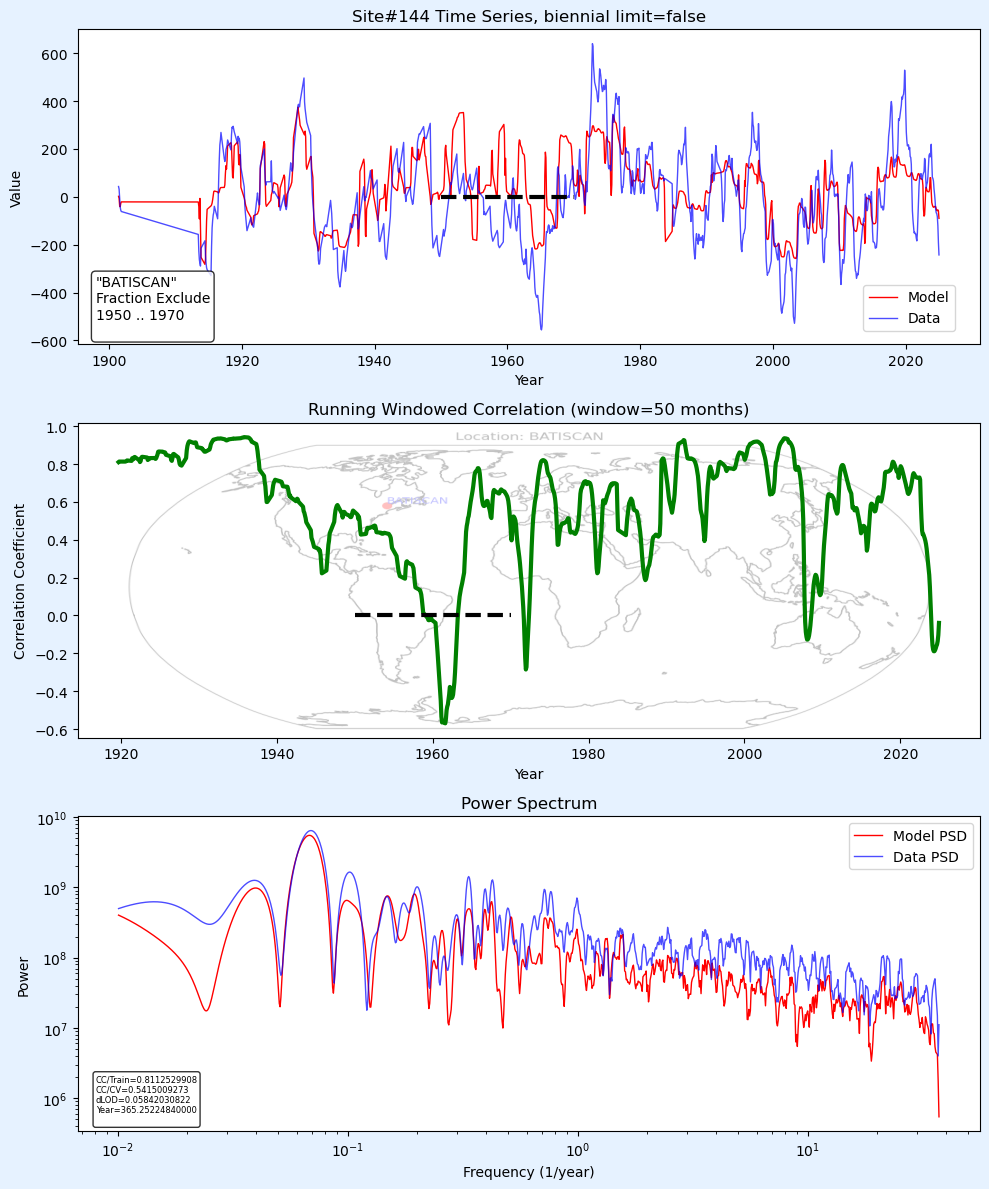 Site#144 Time Series, biennial limit=false
600
400
200
0
−200
−400
−600
Value
"BATISCAN"
Fraction Exclude
1950 .. 1970
Model
Data
1900
1920
1940
1960
1980
2000
2020
Year
Running Windowed Correlation (window=50 months)
Location: BATISCAN
BATISCAN
1.0
0.8
0.6
0.4
0.2
0.0
−0.2
−0.4
−0.6
Correlation Coefficient
1920
1940
1960
1980
2000
2020
Year
Power Spectrum
10^10
10^9
10^8
10^7
10^6
Power
Model PSD
Data PSD
CC/Train=0.8112529908
CC/CV=0.5415009273
dLOD=0.05842030822
Year=365.25224840000
10^−2
10^−1
10^0
10^1
Frequency (1/year)